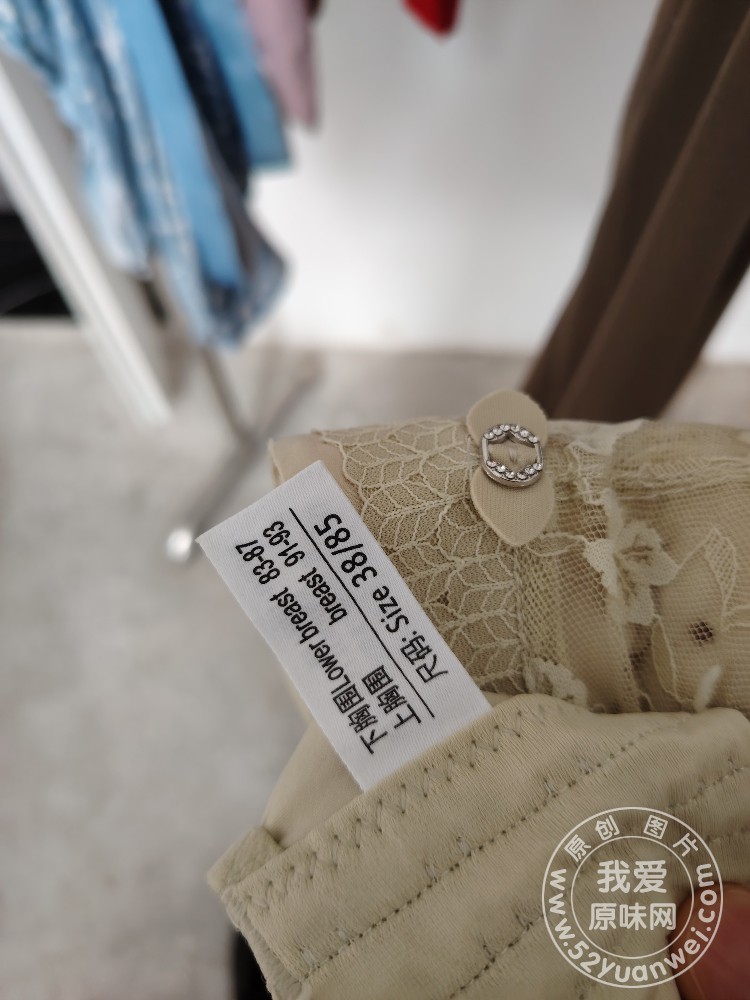 下胸围Lower breast 83-87
上胸围 breast 91-93
尺码: Size 38/85
原创图片
我爱
原味网
www.52yuanwei.com